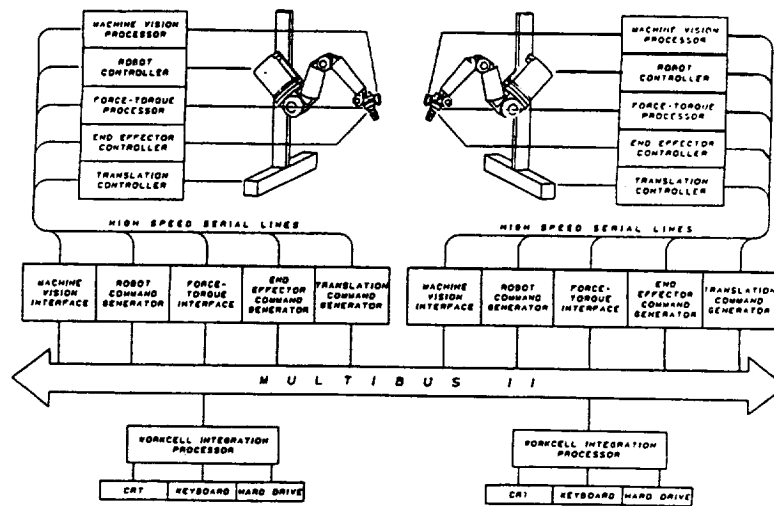 MACHINE VISION
PROCESSOR
ROBOT
CONTROLLER
FORCE-TORQUE
PROCESSOR
END EFFECTOR
CONTROLLER
TRANSLATION
CONTROLLER
MACHINE VISION
PROCESSOR
ROBOT
CONTROLLER
FORCE-TORQUE
PROCESSOR
END EFFECTOR
CONTROLLER
TRANSLATION
CONTROLLER
HIGH SPEED SERIAL LINES
HIGH SPEED SERIAL LINES
MACHINE
VISION
INTERFACE
ROBOT
COMMAND
GENERATOR
FORCE-
TORQUE
INTERFACE
END
EFFECTOR
COMMAND
GENERATOR
TRANSLATION
COMMAND
GENERATOR
MACHINE
VISION
INTERFACE
ROBOT
COMMAND
GENERATOR
FORCE-
TORQUE
INTERFACE
END
EFFECTOR
COMMAND
GENERATOR
TRANSLATION
COMMAND
GENERATOR
MULTIBUS II
WORKCELL INTEGRATION
PROCESSOR
CRT
KEYBOARD
HARD DRIVE
WORKCELL INTEGRATION
PROCESSOR
CRT
KEYBOARD
HARD DRIVE